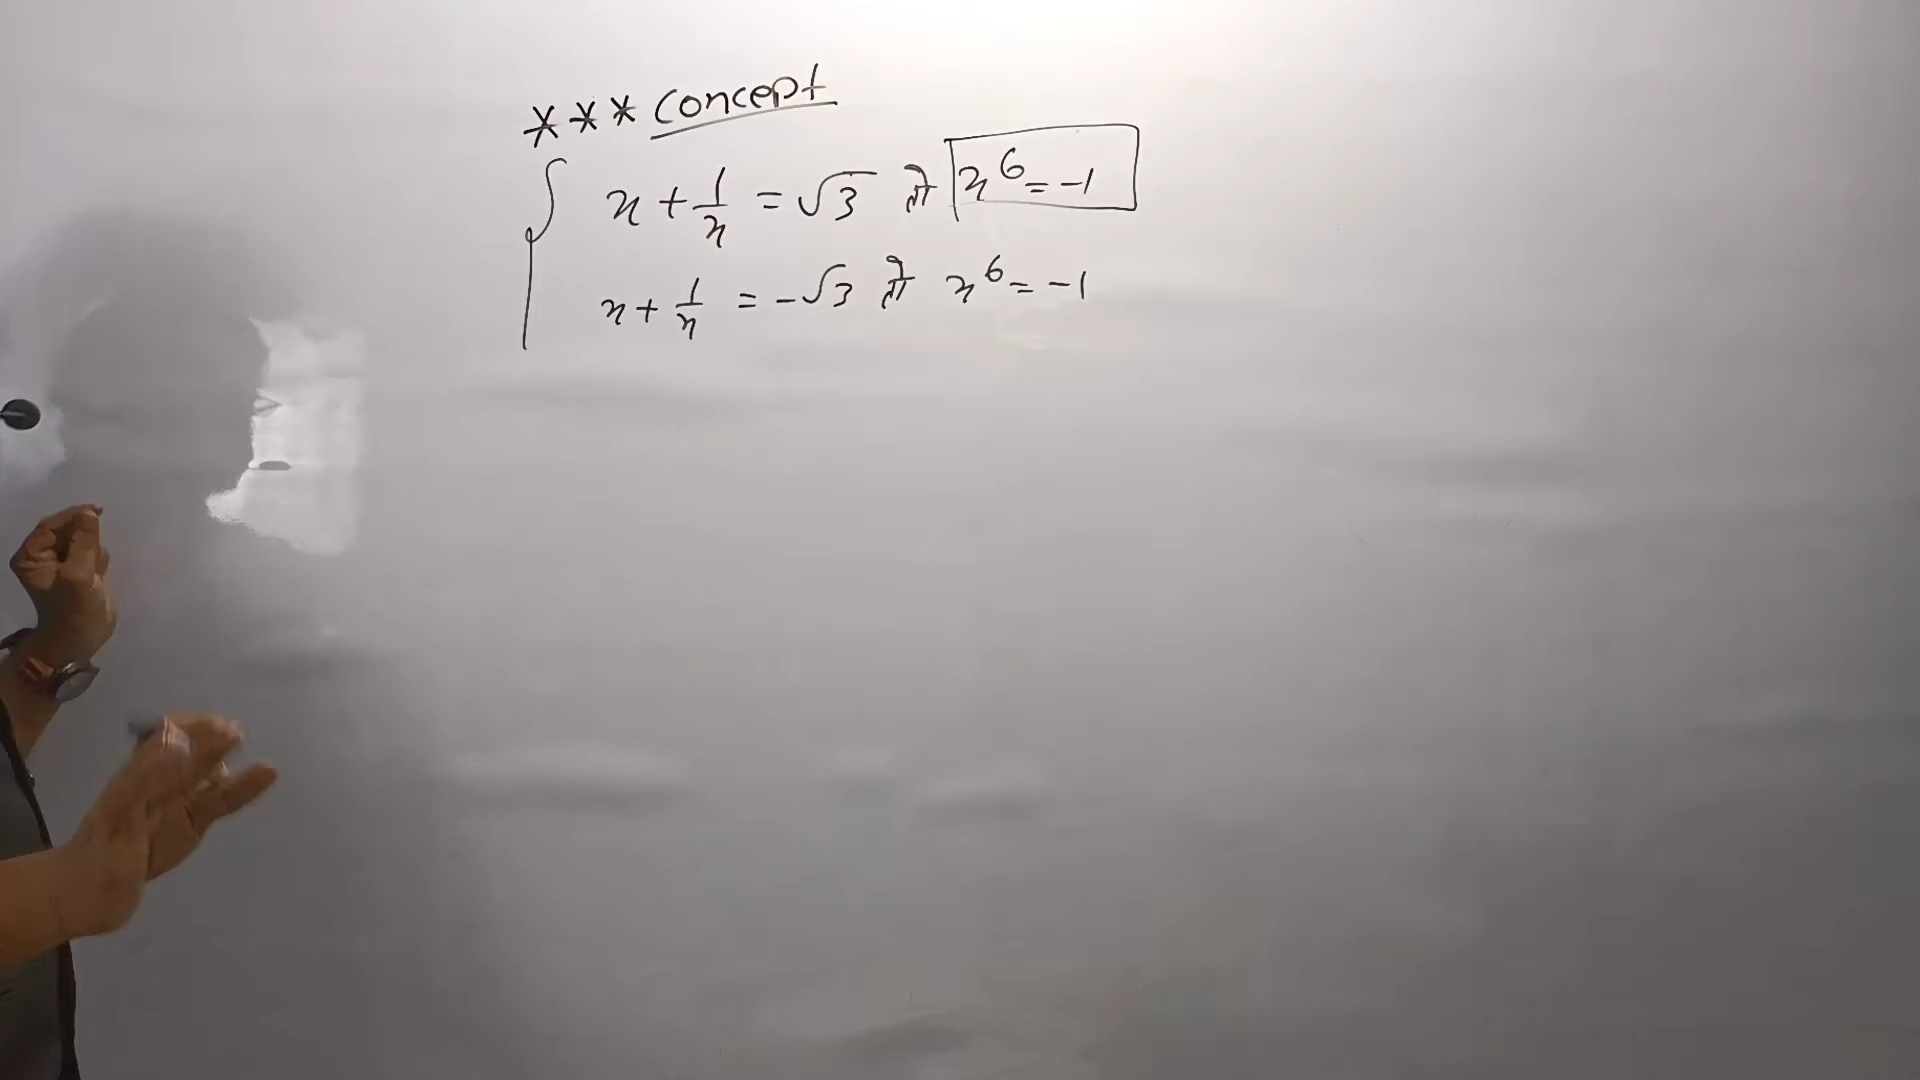 *** Concept
x + 1/x = √3 तो x⁶ = -1
x + 1/x = -√3 तो x⁶ = -1